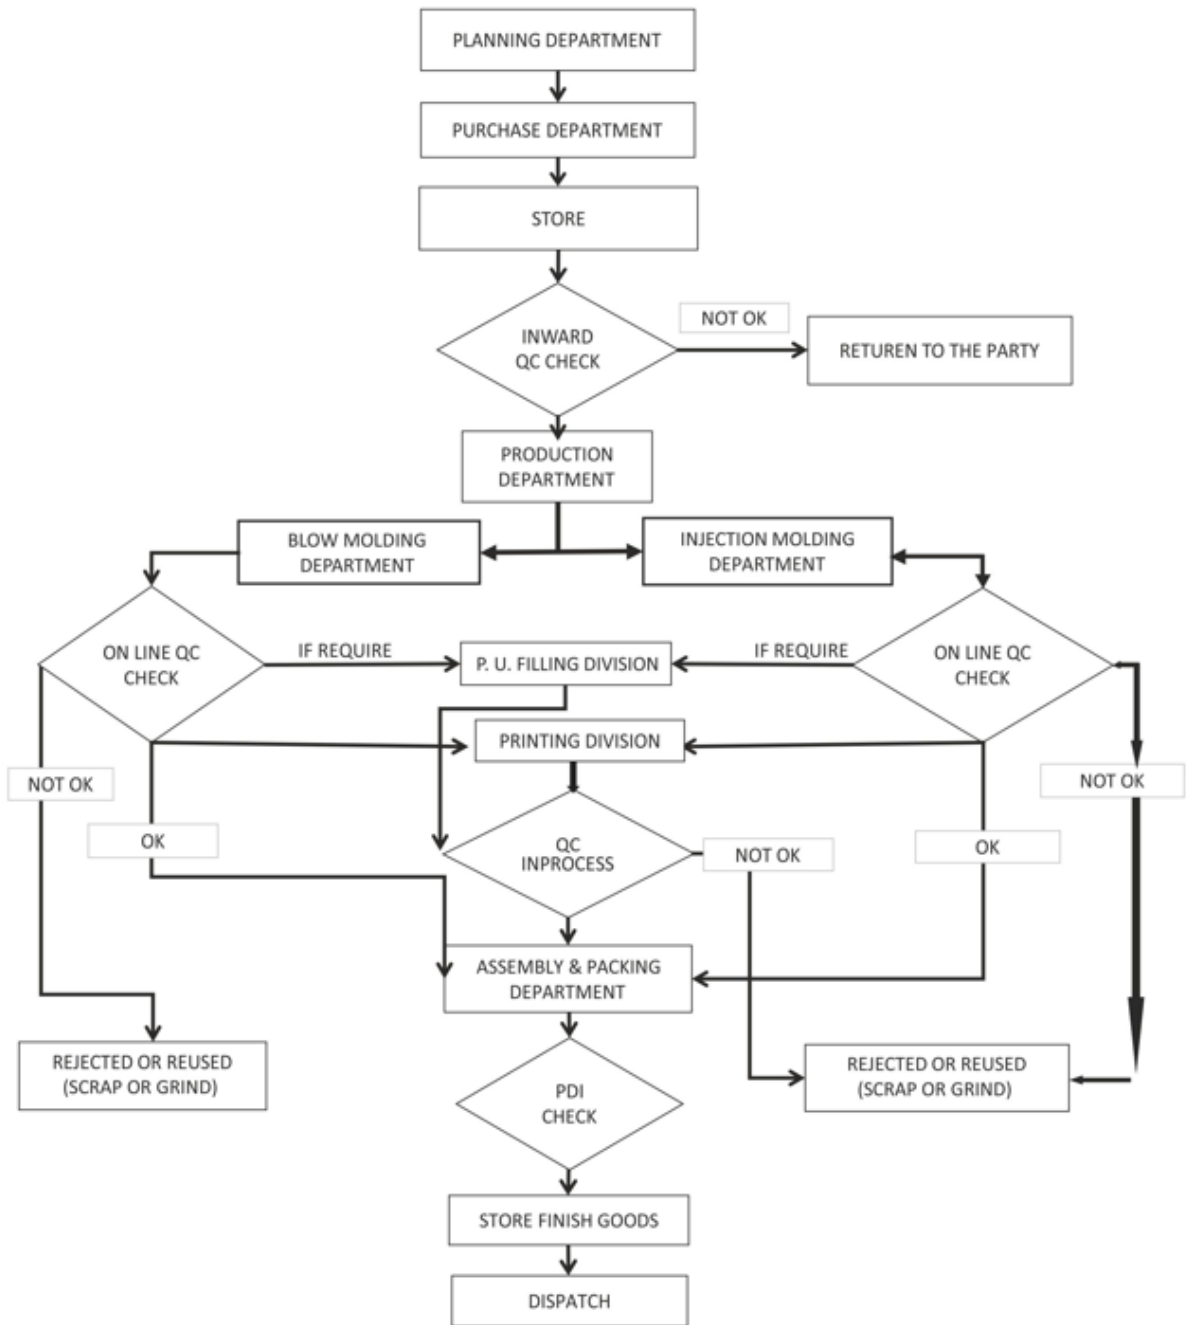 PLANNING DEPARTMENT
PURCHASE DEPARTMENT
STORE
INWARD
QC CHECK
NOT OK
RETUREN TO THE PARTY
PRODUCTION
DEPARTMENT
BLOW MOLDING
DEPARTMENT
INJECTION MOLDING
DEPARTMENT
ON LINE QC
CHECK
IF REQUIRE
P. U. FILLING DIVISION
IF REQUIRE
ON LINE QC
CHECK
PRINTING DIVISION
NOT OK
NOT OK
OK
QC
INPROCESS
NOT OK
OK
ASSEMBLY & PACKING
DEPARTMENT
REJECTED OR REUSED
(SCRAP OR GRIND)
PDI
CHECK
REJECTED OR REUSED
(SCRAP OR GRIND)
STORE FINISH GOODS
DISPATCH